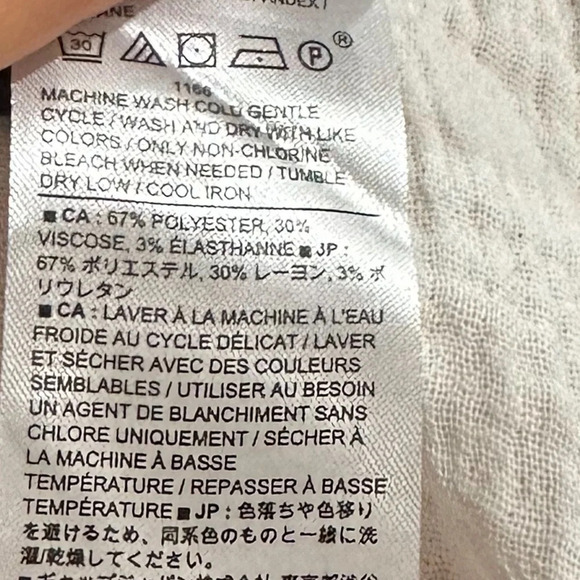 30 P ®
1166
MACHINE WASH COLD GENTLE
CYCLE / WASH AND DRY WITH LIKE
COLORS / ONLY NON-CHLORINE
BLEACH WHEN NEEDED / TUMBLE
DRY LOW / COOL IRON
■ CA : 67% POLYESTER, 30%
VISCOSE, 3% ÉLASTHANNE ■ JP :
67% ポリエステル, 30% レーヨン, 3% ポ
リウレタン
■ CA : LAVER À LA MACHINE À L'EAU
FROIDE AU CYCLE DÉLICAT / LAVER
ET SÉCHER AVEC DES COULEURS
SEMBLABLES / UTILISER AU BESOIN
UN AGENT DE BLANCHIMENT SANS
CHLORE UNIQUEMENT / SÉCHER À
LA MACHINE À BASSE
TEMPÉRATURE / REPASSER À BASSE
TEMPÉRATURE ■ JP : 色落ちや色移り
を避けるため、同系色のものと一緒に洗
濯/乾燥してください。